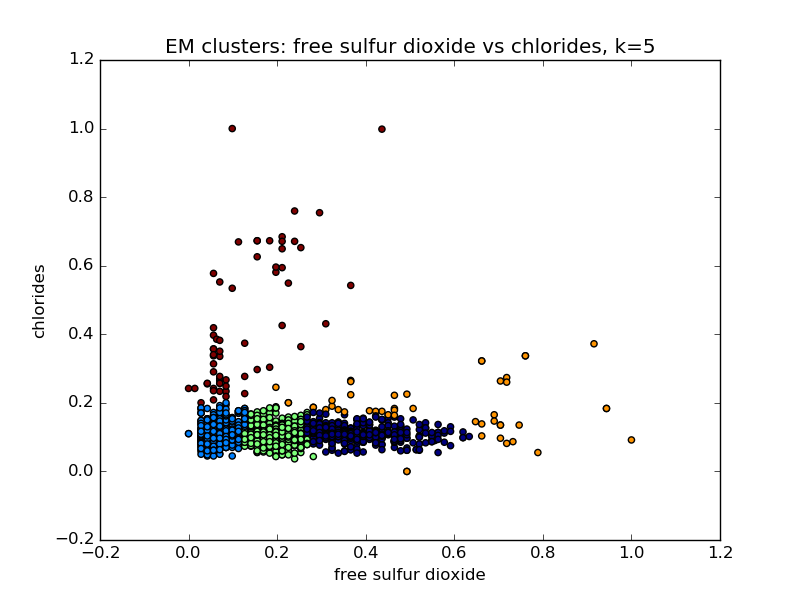 EM clusters: free sulfur dioxide vs chlorides, k=5
1.2
1.0
0.8
0.6
0.4
0.2
0.0
−0.2
chlorides
−0.2 0.0 0.2 0.4 0.6 0.8 1.0 1.2
free sulfur dioxide